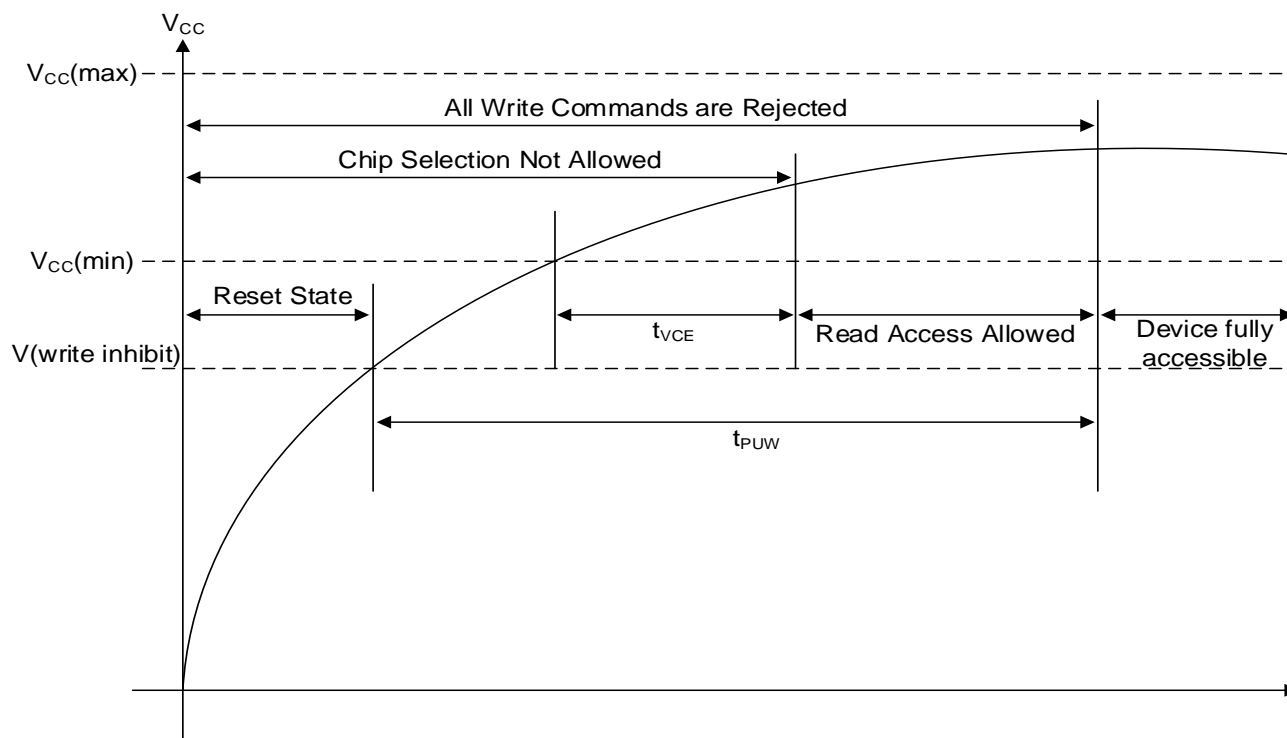 VCC
VCC(max)
All Write Commands are Rejected
Chip Selection Not Allowed
VCC(min)
Reset State
tVCE
Read Access Allowed
Device fully
accessible
V(write inhibit)
tPUW